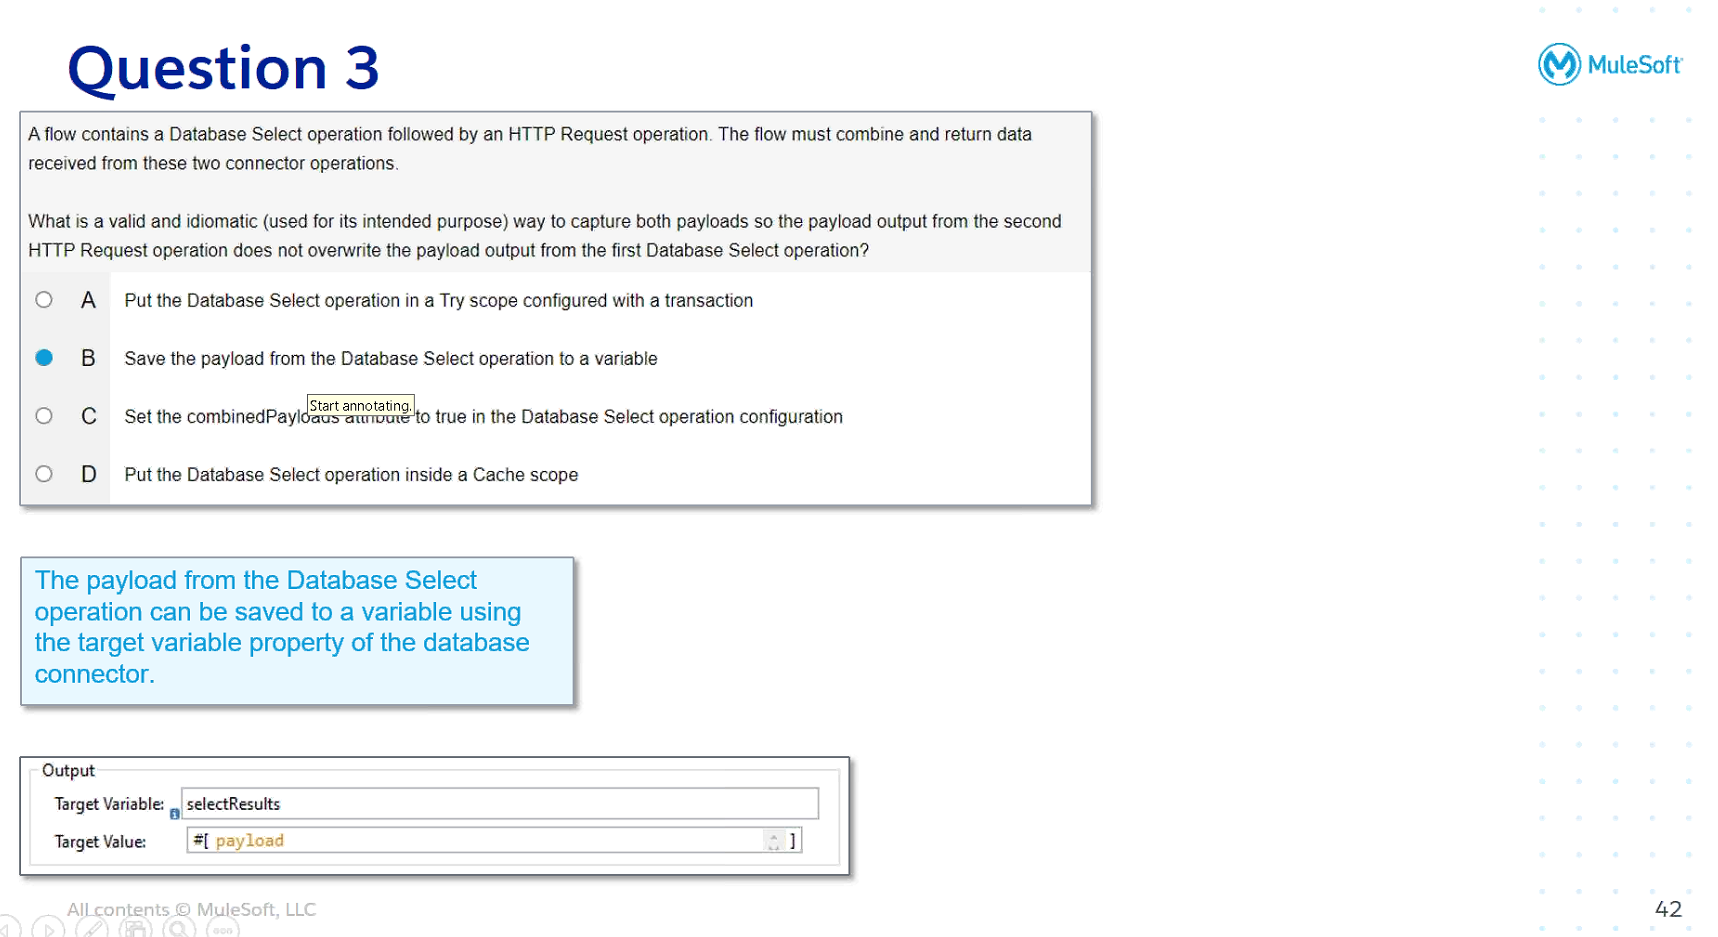 Question 3
MuleSoft
A flow contains a Database Select operation followed by an HTTP Request operation. The flow must combine and return data
received from these two connector operations.
What is a valid and idiomatic (used for its intended purpose) way to capture both payloads so the payload output from the second
HTTP Request operation does not overwrite the payload output from the first Database Select operation?
A Put the Database Select operation in a Try scope configured with a transaction
B Save the payload from the Database Select operation to a variable
Start annotating.
C Set the combinedPayloads attribute to true in the Database Select operation configuration
D Put the Database Select operation inside a Cache scope
The payload from the Database Select
operation can be saved to a variable using
the target variable property of the database
connector.
Output
Target Variable: selectResults
Target Value: #[ payload ]
All contents © MuleSoft, LLC
42